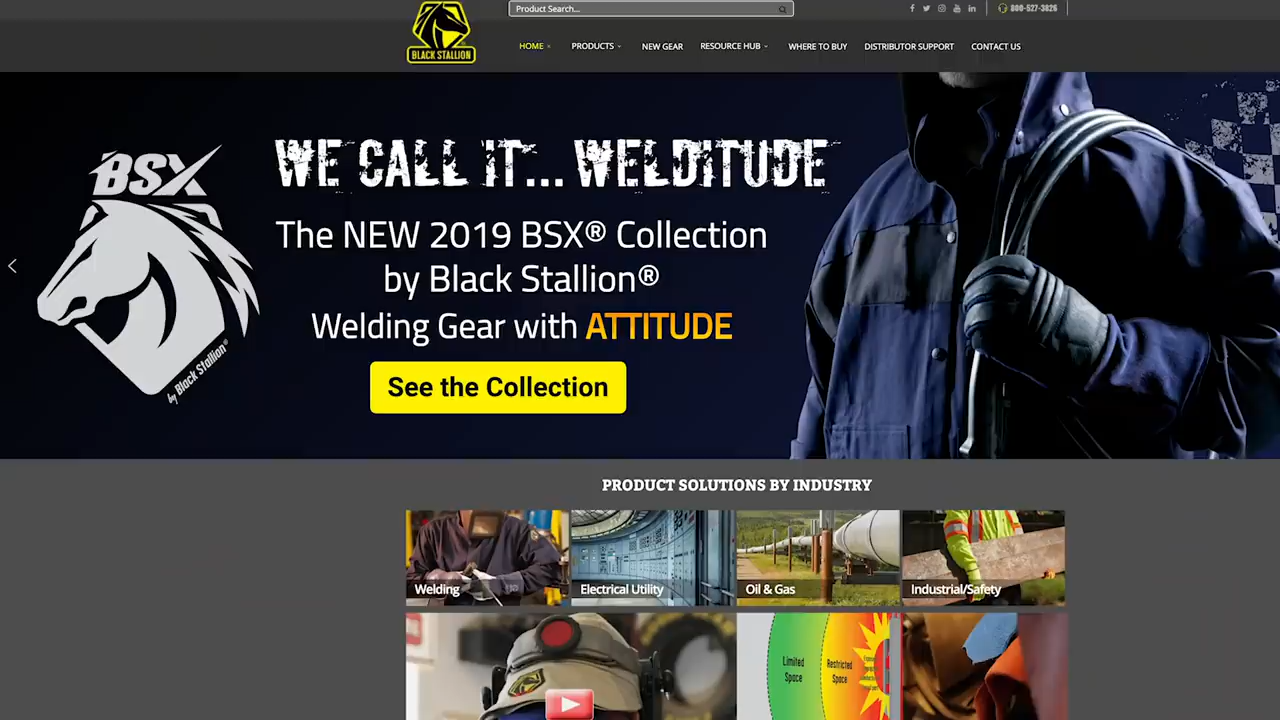 Product Search...
800-527-3826
BLACK STALLION
HOME
PRODUCTS
NEW GEAR
RESOURCE HUB
WHERE TO BUY
DISTRIBUTOR SUPPORT
CONTACT US
BSX
by Black Stallion®
WE CALL IT... WELDITUDE
The NEW 2019 BSX® Collection
by Black Stallion®
Welding Gear with ATTITUDE
See the Collection
PRODUCT SOLUTIONS BY INDUSTRY
Welding
Electrical Utility
Oil & Gas
Industrial/Safety
Limited
Space
Restricted
Space